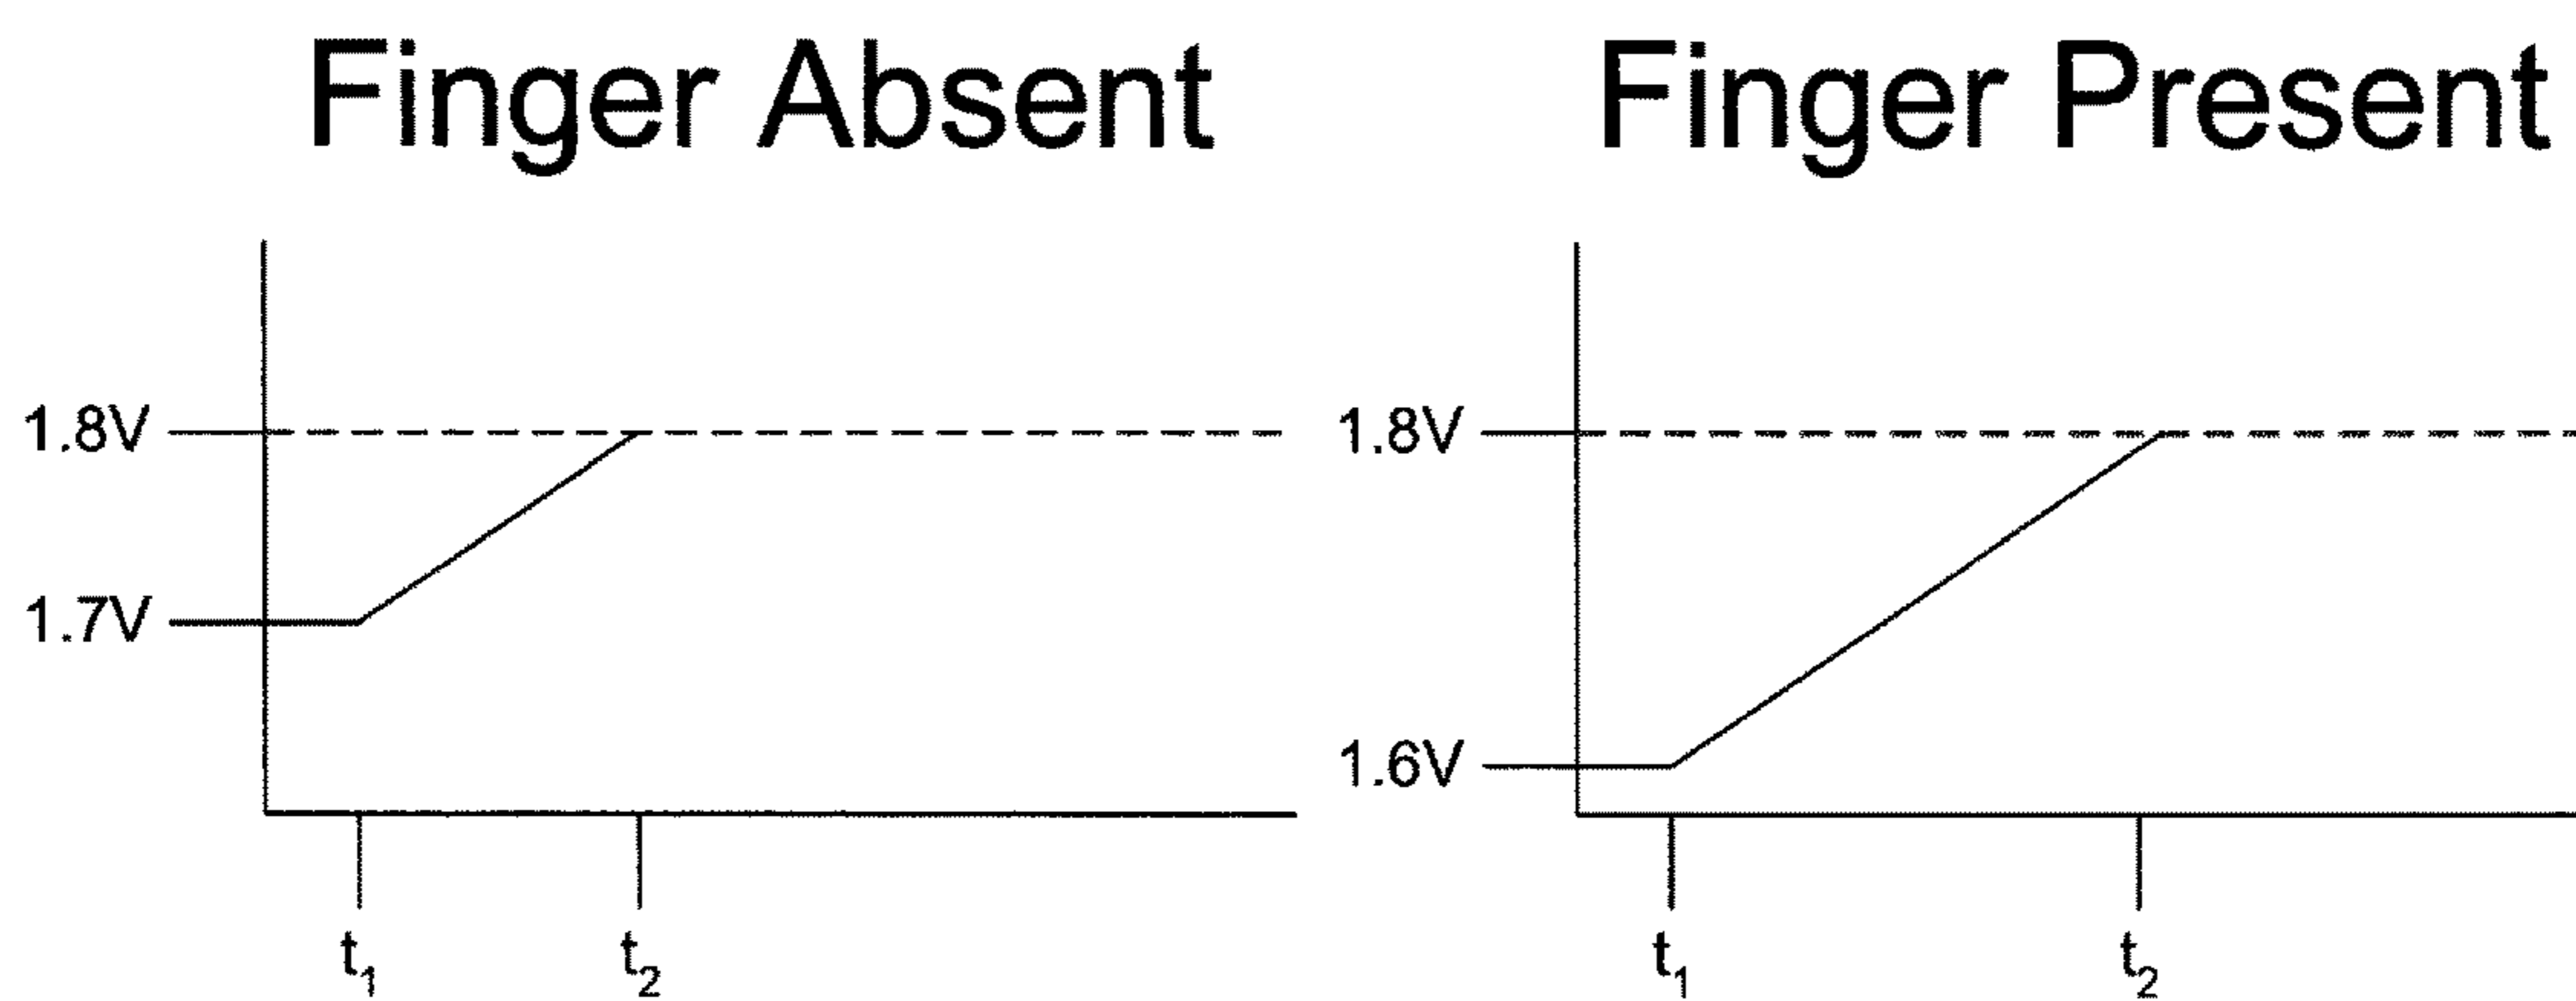 Finger Absent
1.8V
1.7V
t₁
t₂
Finger Present
1.8V
1.6V
t₁
t₂